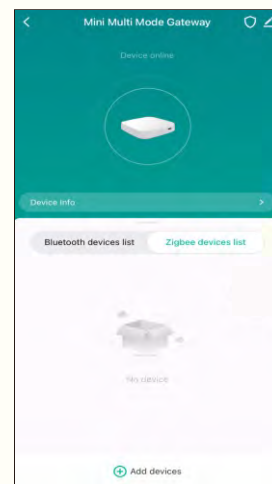 Mini Multi Mode Gateway
Device online
Device Info
Bluetooth devices list Zigbee devices list
No device
Add devices